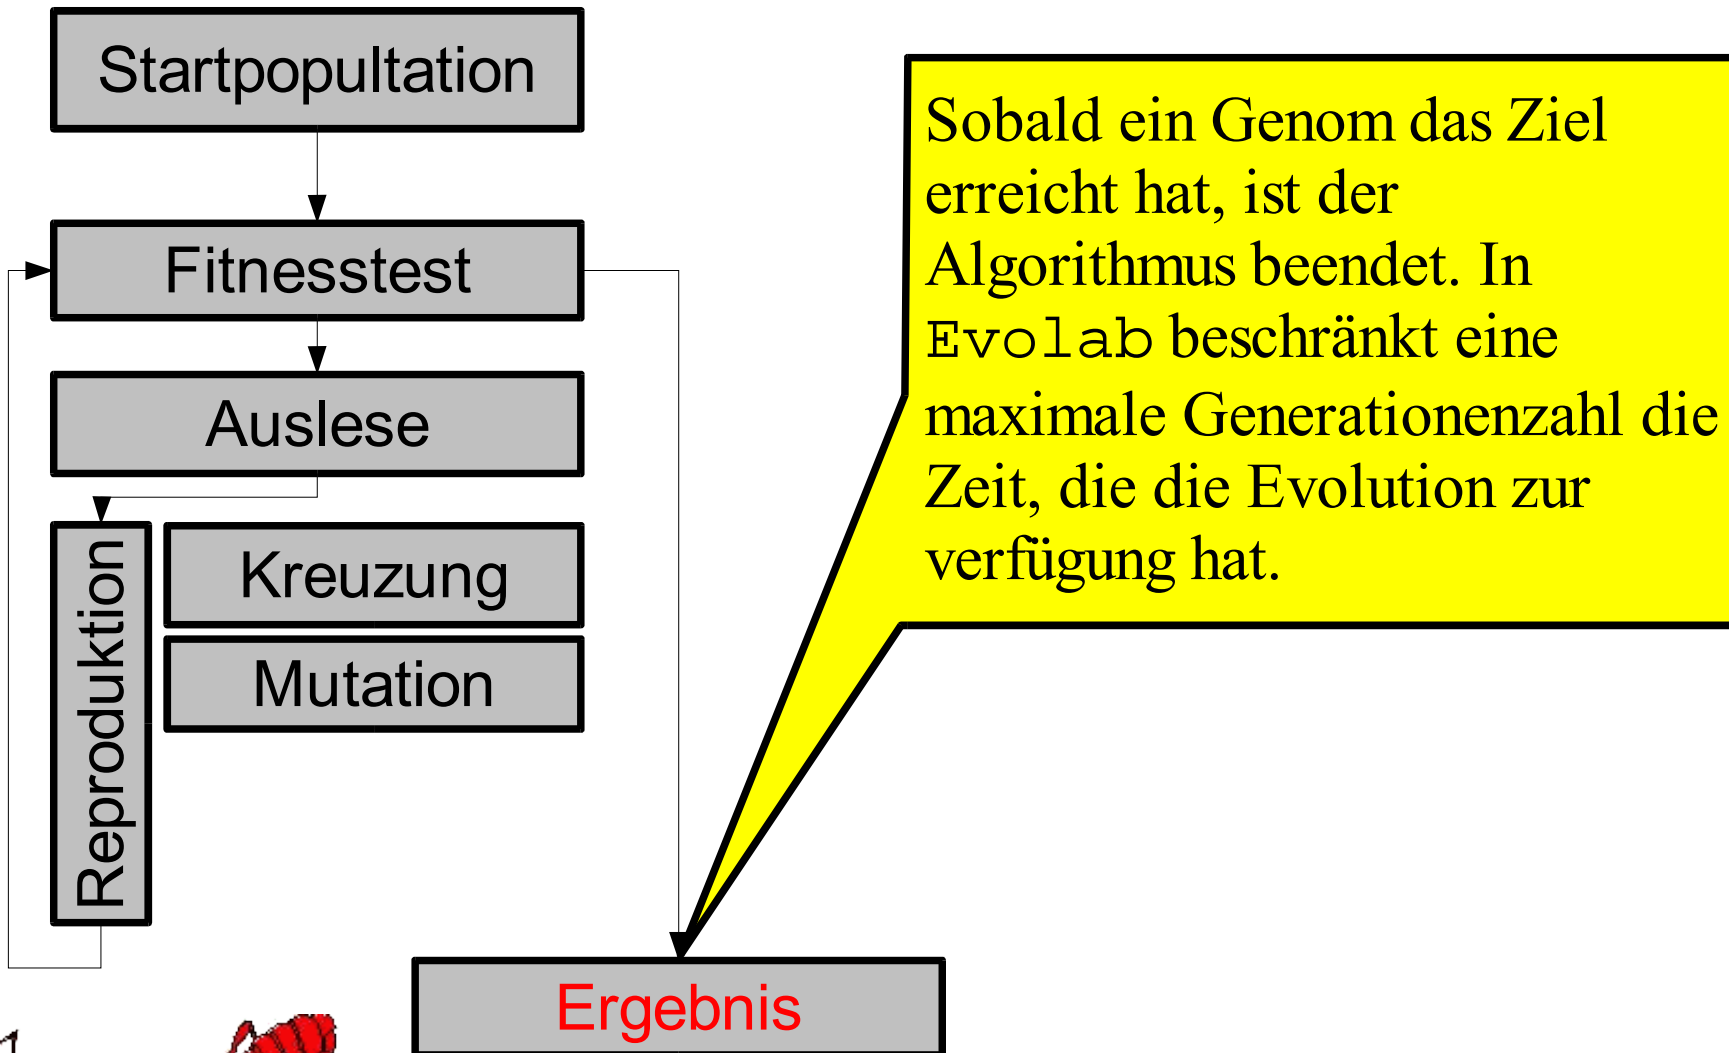 Startpopultation
Fitnesstest
Auslese
Reproduktion
Kreuzung
Mutation
Ergebnis
Sobald ein Genom das Ziel
erreicht hat, ist der
Algorithmus beendet. In
Evolab beschränkt eine
maximale Generationenzahl die
Zeit, die die Evolution zur
verfügung hat.